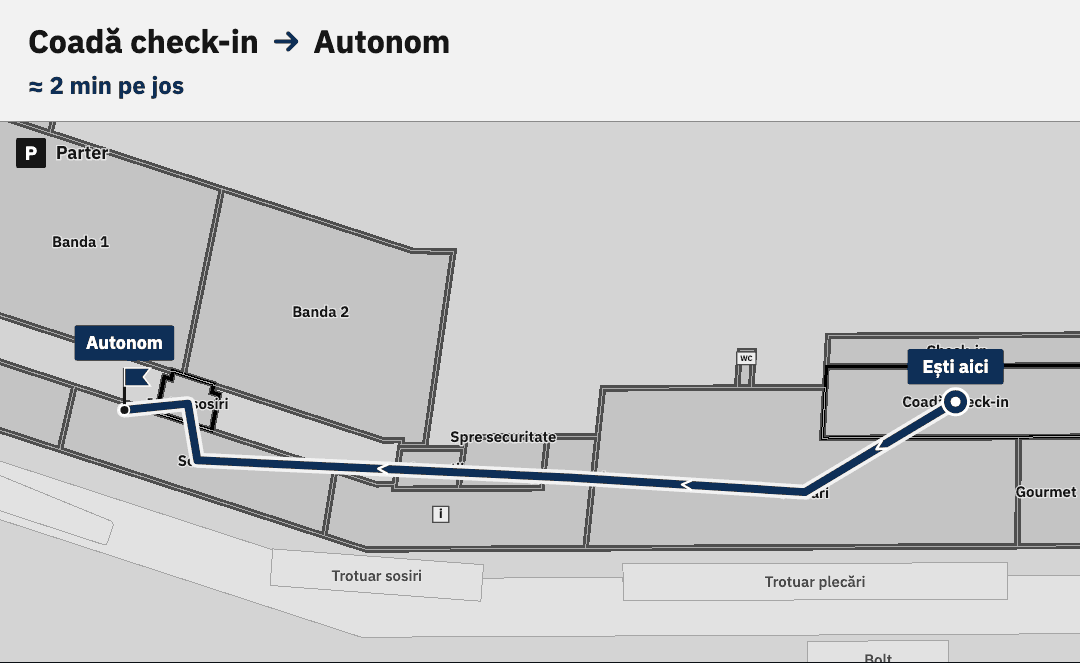 Coadă check-in → Autonom
≈ 2 min pe jos
P Parter
Banda 1
Banda 2
Autonom
sosiri
Spre securitate
WC
Ești aici
Gourmet
i
Trotuar sosiri
Trotuar plecări
Bolt